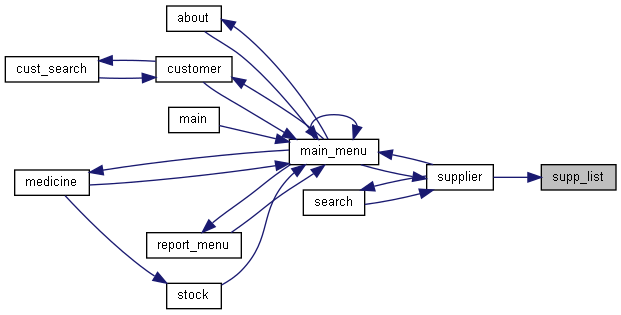 about
cust_search
customer
main
main_menu
medicine
supplier
supp_list
search
report_menu
stock